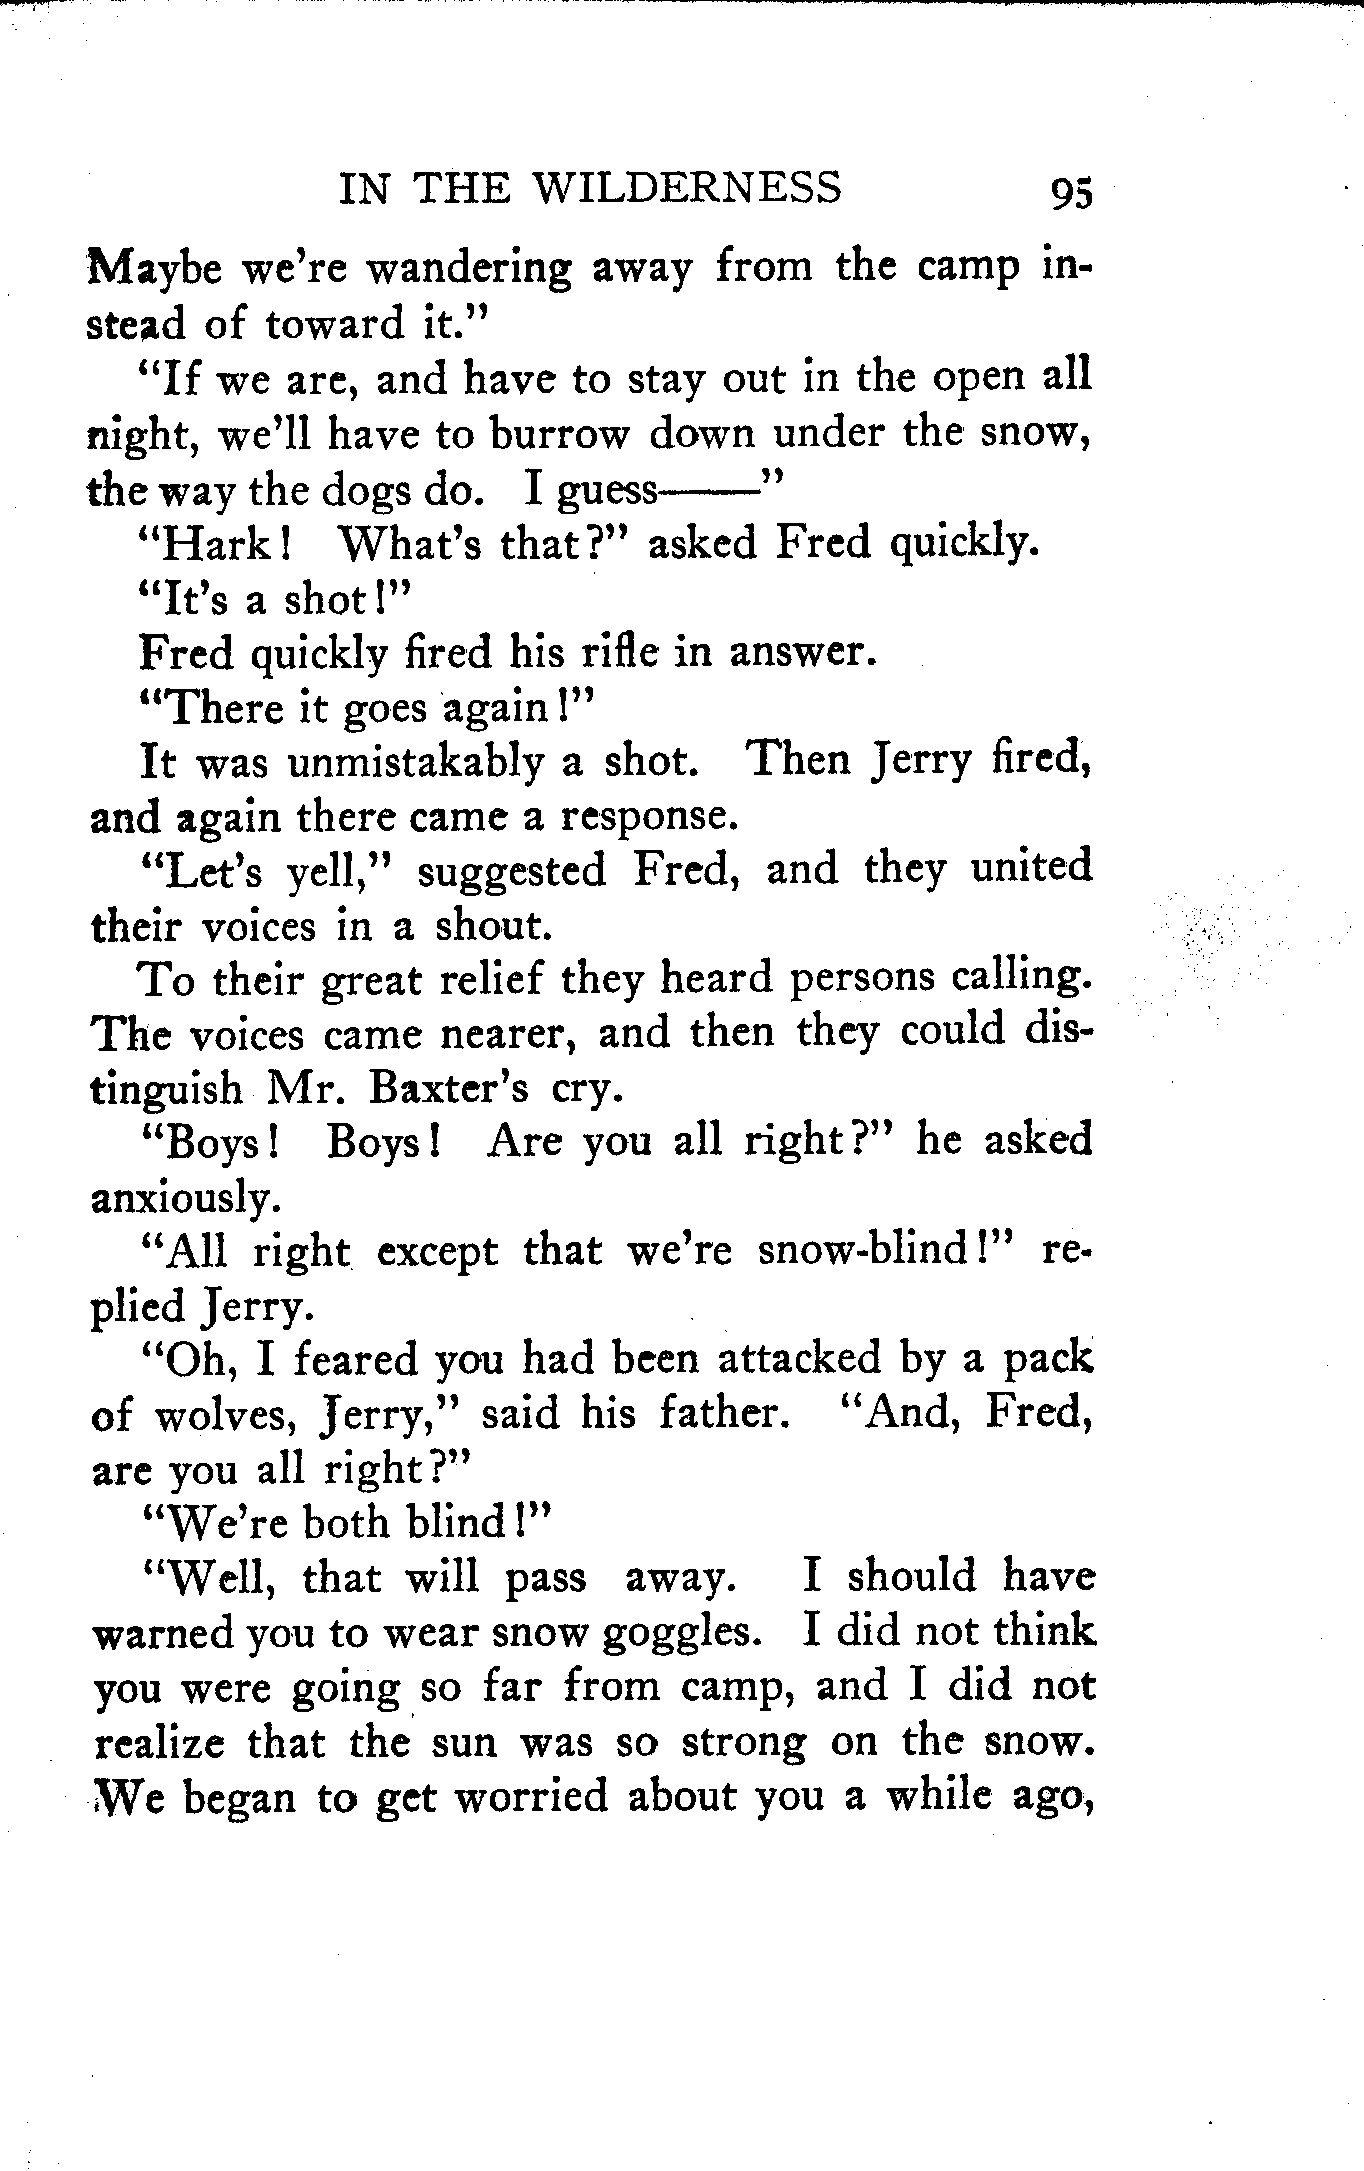 IN THE WILDERNESS 95
Maybe we're wandering away from the camp in-
stead of toward it."
"If we are, and have to stay out in the open all
night, we'll have to burrow down under the snow,
the way the dogs do. I guess——"
"Hark! What's that?" asked Fred quickly.
"It's a shot!"
Fred quickly fired his rifle in answer.
"There it goes again!"
It was unmistakably a shot. Then Jerry fired,
and again there came a response.
"Let's yell," suggested Fred, and they united
their voices in a shout.
To their great relief they heard persons calling.
The voices came nearer, and then they could dis-
tinguish Mr. Baxter's cry.
"Boys! Boys! Are you all right?" he asked
anxiously.
"All right except that we're snow-blind!" re-
plied Jerry.
"Oh, I feared you had been attacked by a pack
of wolves, Jerry," said his father. "And, Fred,
are you all right?"
"We're both blind!"
"Well, that will pass away. I should have
warned you to wear snow goggles. I did not think
you were going so far from camp, and I did not
realize that the sun was so strong on the snow.
We began to get worried about you a while ago,